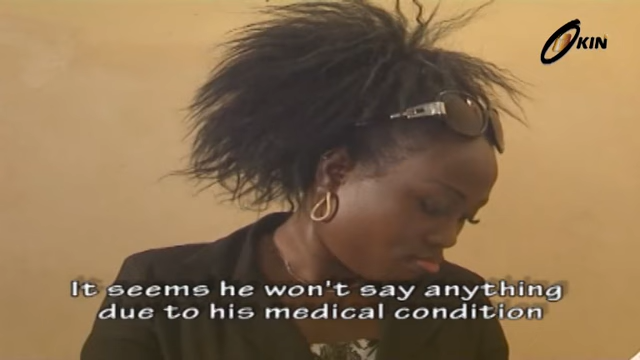 OKIN
It seems he won't say anything
due to his medical condition